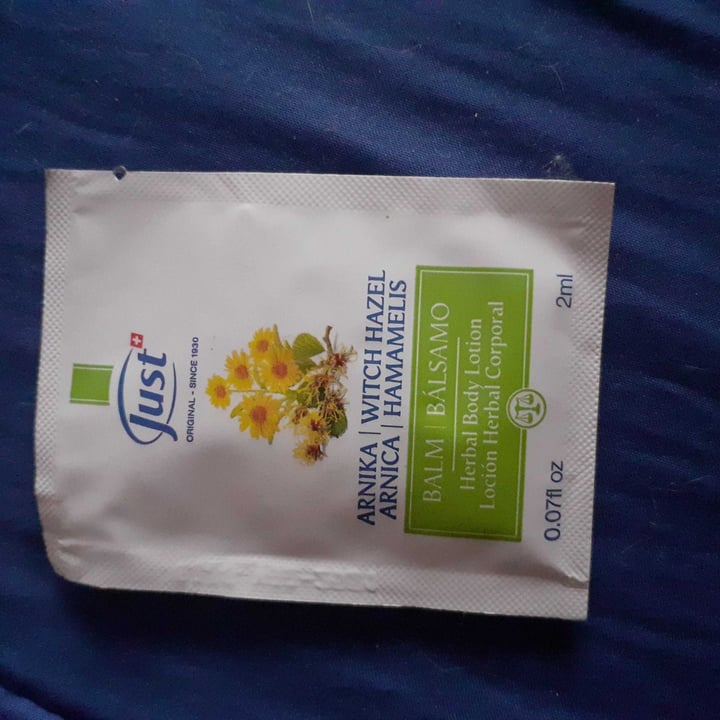 Just
ORIGINAL - SINCE 1930
ARNIKA | WITCH HAZEL
ARNICA | HAMAMELIS
BALM | BÁLSAMO
Herbal Body Lotion
Loción Herbal Corporal
0.07fl oz 2ml